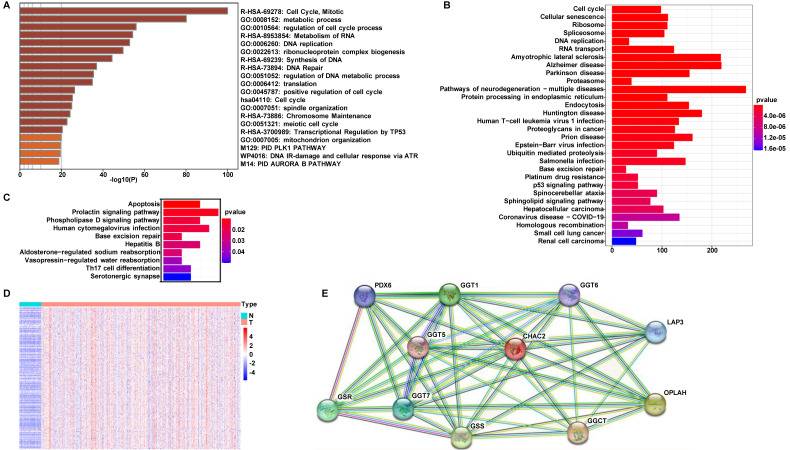 A
R-HSA-69278: Cell Cycle, Mitotic
GO:0008152: metabolic process
GO:0010564: regulation of cell cycle process
R-HSA-8953854: Metabolism of RNA
GO:0006260: DNA replication
GO:0022613: ribonucleoprotein complex biogenesis
R-HSA-69239: Synthesis of DNA
R-HSA-73894: DNA Repair
GO:0051052: regulation of DNA metabolic process
GO:0006412: translation
GO:0045787: positive regulation of cell cycle
hsa04110: Cell cycle
GO:0007051: spindle organization
R-HSA-73886: Chromosome Maintenance
GO:0051321: meiotic cell cycle
R-HSA-3700989: Transcriptional Regulation by TP53
GO:0007005: mitochondrion organization
M129: PID PLK1 PATHWAY
WP4016: DNA IR-damage and cellular response via ATR
M14: PID AURORA B PATHWAY
0 20 40 60 80 100
-log10(P)
B
Cell cycle
Cellular senescence
Ribosome
Spliceosome
DNA replication
RNA transport
Amyotrophic lateral sclerosis
Alzheimer disease
Parkinson disease
Proteasome
Pathways of neurodegeneration − multiple diseases
Protein processing in endoplasmic reticulum
Endocytosis
Huntington disease
Human T−cell leukemia virus 1 infection
Proteoglycans in cancer
Prion disease
Epstein−Barr virus infection
Ubiquitin mediated proteolysis
Salmonella infection
Base excision repair
Platinum drug resistance
p53 signaling pathway
Spinocerebellar ataxia
Sphingolipid signaling pathway
Hepatocellular carcinoma
Coronavirus disease − COVID−19
Homologous recombination
Small cell lung cancer
Renal cell carcinoma
0 100 200
pvalue
4.0e-06
8.0e-06
1.2e-05
1.6e-05
C
Apoptosis
Prolactin signaling pathway
Phospholipase D signaling pathway
Human cytomegalovirus infection
Base excision repair
Hepatitis B
Aldosterone−regulated sodium reabsorption
Vasopressin−regulated water reabsorption
Th17 cell differentiation
Serotonergic synapse
pvalue
0.02
0.03
0.04
D
Type
N
T
6
4
2
0
-2
-4
E
PDX6
GGT1
GGT6
LAP3
GGT5
CHAC2
GSR
GGT7
OPLAH
GSS
GGCT